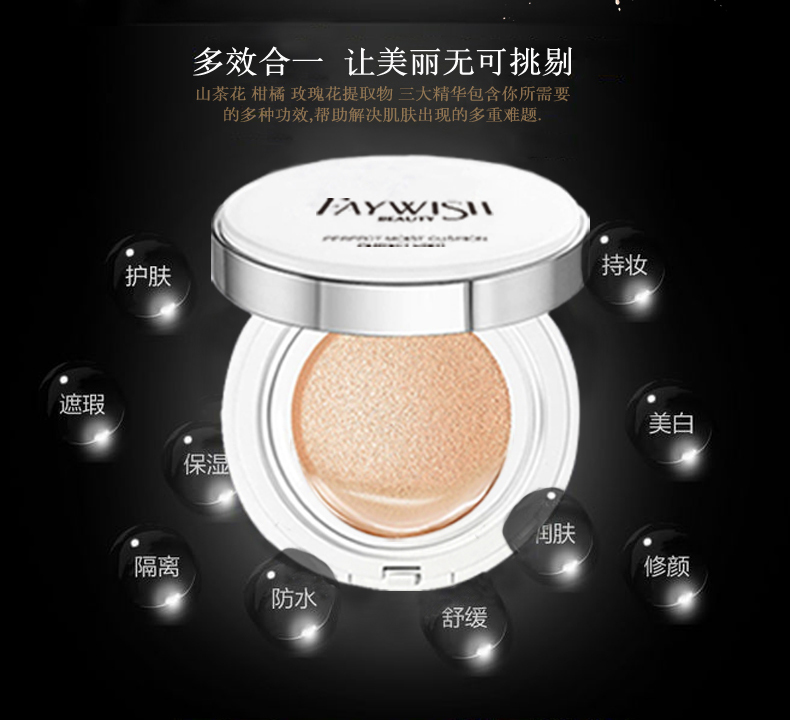 多效合一 让美丽无可挑剔
山茶花 柑橘 玫瑰花提取物 三大精华包含你所需要
的多种功效,帮助解决肌肤出现的多重难题.
FAYWISH
BEAUTY
PERFECT MOIST CUSHION
护肤
持妆
遮瑕
美白
保湿
润肤
隔离
修颜
防水
舒缓